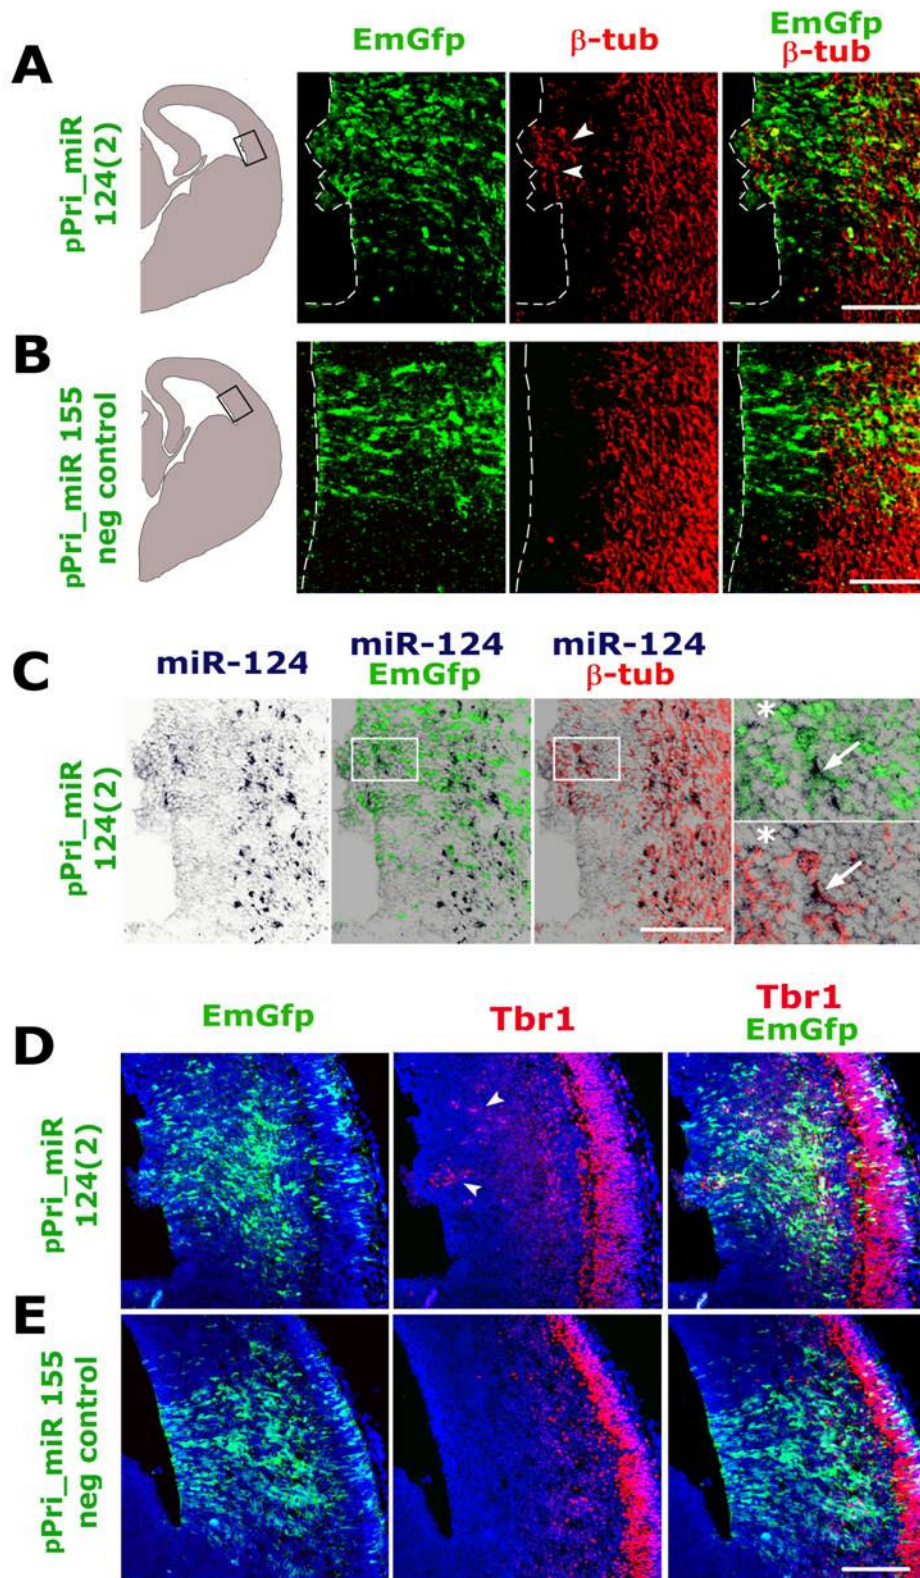 EmGfp
β-tub
EmGfp
β-tub
A
pPri_miR
124(2)
B
pPri_miR 155
neg control
C
miR-124
miR-124
EmGfp
miR-124
β-tub
pPri_miR
124(2)
*
*
EmGfp
Tbr1
Tbr1
EmGfp
D
pPri_miR
124(2)
E
pPri_miR 155
neg control